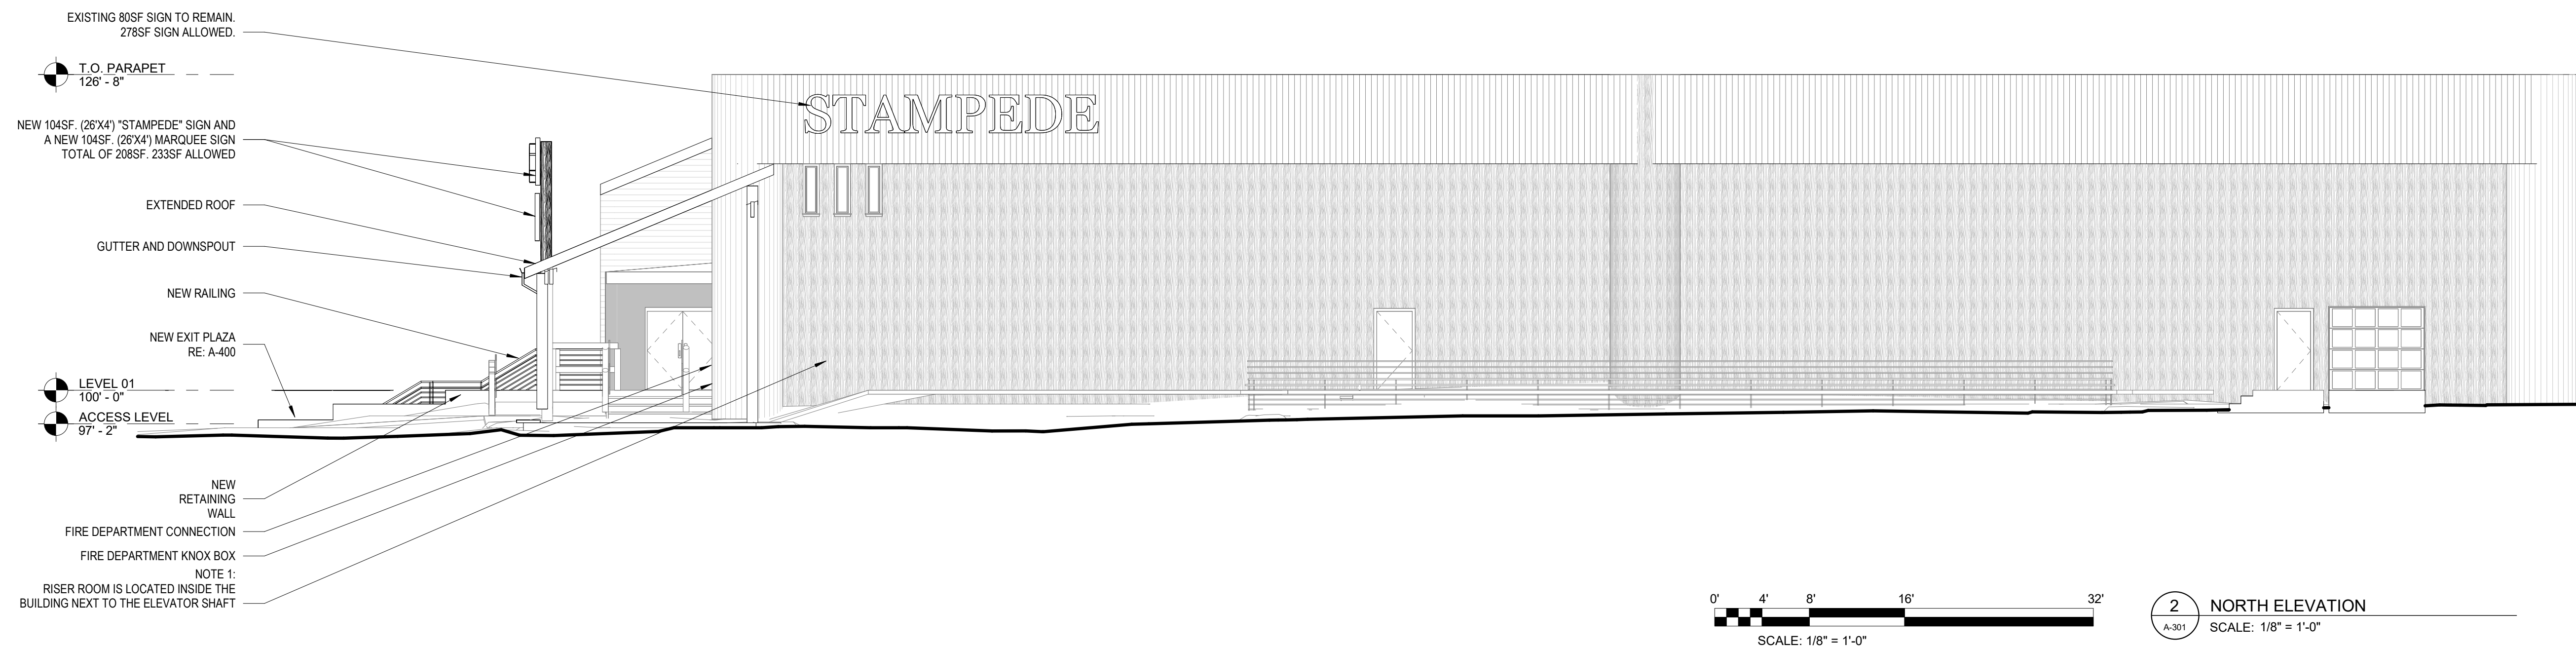 EXISTING 80SF SIGN TO REMAIN.
278SF SIGN ALLOWED.
T.O. PARAPET
126' - 8"
STAMPEDE
NEW 104SF. (26'X4') "STAMPEDE" SIGN AND
A NEW 104SF. (26'X4') MARQUEE SIGN
TOTAL OF 208SF. 233SF ALLOWED
EXTENDED ROOF
GUTTER AND DOWNSPOUT
NEW RAILING
NEW EXIT PLAZA
RE: A-400
LEVEL 01
100' - 0"
ACCESS LEVEL
97' - 2"
NEW
RETAINING
WALL
FIRE DEPARTMENT CONNECTION
FIRE DEPARTMENT KNOX BOX
NOTE 1:
RISER ROOM IS LOCATED INSIDE THE
BUILDING NEXT TO THE ELEVATOR SHAFT
0' 4' 8' 16' 32'
SCALE: 1/8" = 1'-0"
2
A-301
NORTH ELEVATION
SCALE: 1/8" = 1'-0"